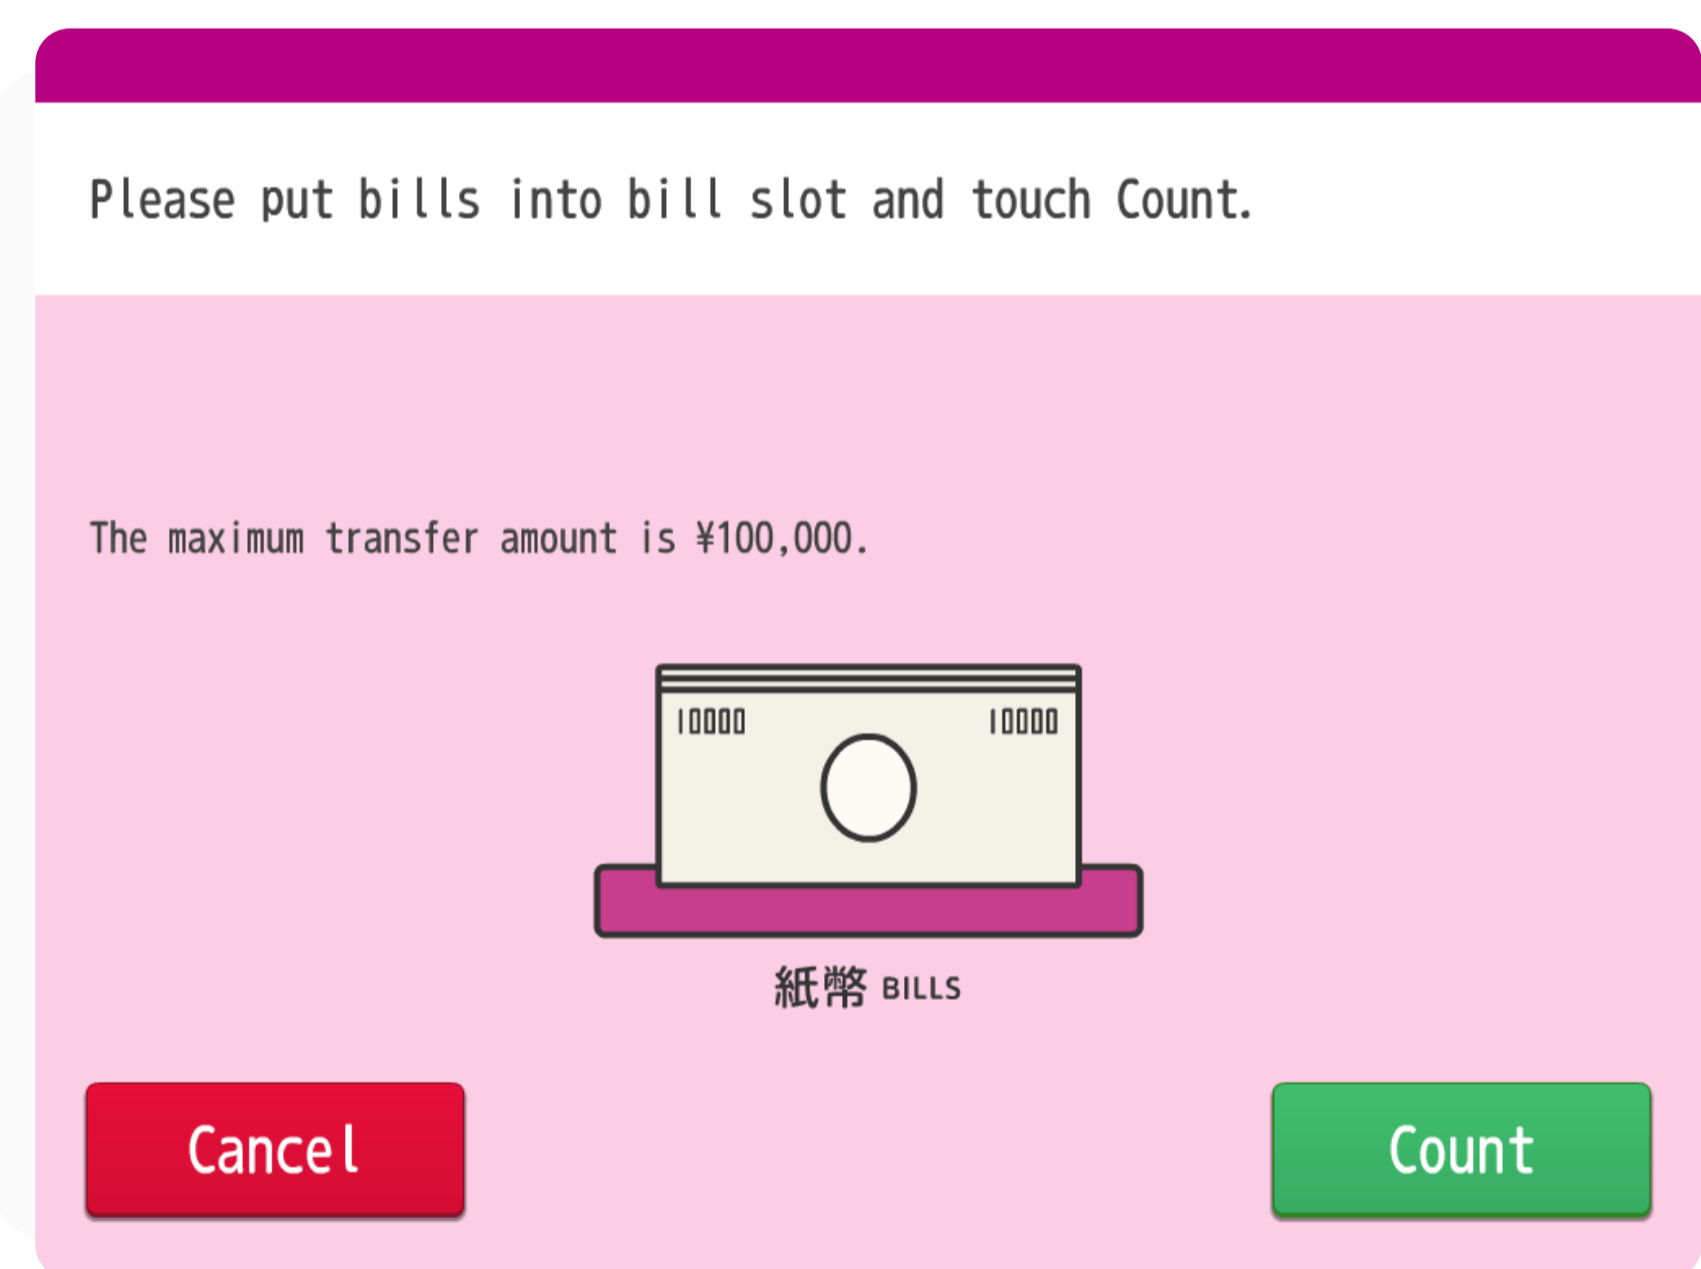 Please put bills into bill slot and touch Count.
The maximum transfer amount is ¥100,000.
10000 10000
紙幣 BILLS
Cancel Count